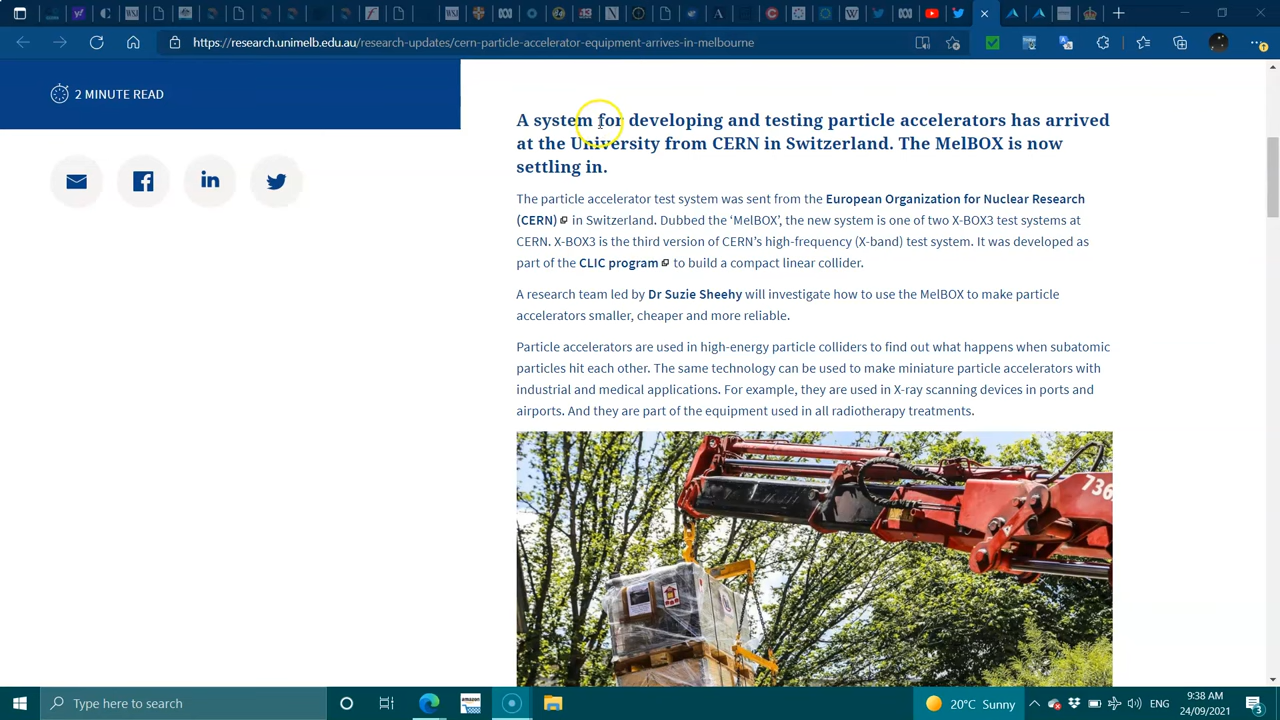 https://research.unimelb.edu.au/research-updates/cern-particle-accelerator-equipment-arrives-in-melbourne
2 MINUTE READ
A system for developing and testing particle accelerators has arrived
at the University from CERN in Switzerland. The MelBOX is now
settling in.
The particle accelerator test system was sent from the European Organization for Nuclear Research
(CERN) in Switzerland. Dubbed the ‘MelBOX’, the new system is one of two X-BOX3 test systems at
CERN. X-BOX3 is the third version of CERN’s high-frequency (X-band) test system. It was developed as
part of the CLIC program to build a compact linear collider.
A research team led by Dr Suzie Sheehy will investigate how to use the MelBOX to make particle
accelerators smaller, cheaper and more reliable.
Particle accelerators are used in high-energy particle colliders to find out what happens when subatomic
particles hit each other. The same technology can be used to make miniature particle accelerators with
industrial and medical applications. For example, they are used in X-ray scanning devices in ports and
airports. And they are part of the equipment used in all radiotherapy treatments.
736
Type here to search
20°C Sunny
ENG
9:38 AM
24/09/2021
3